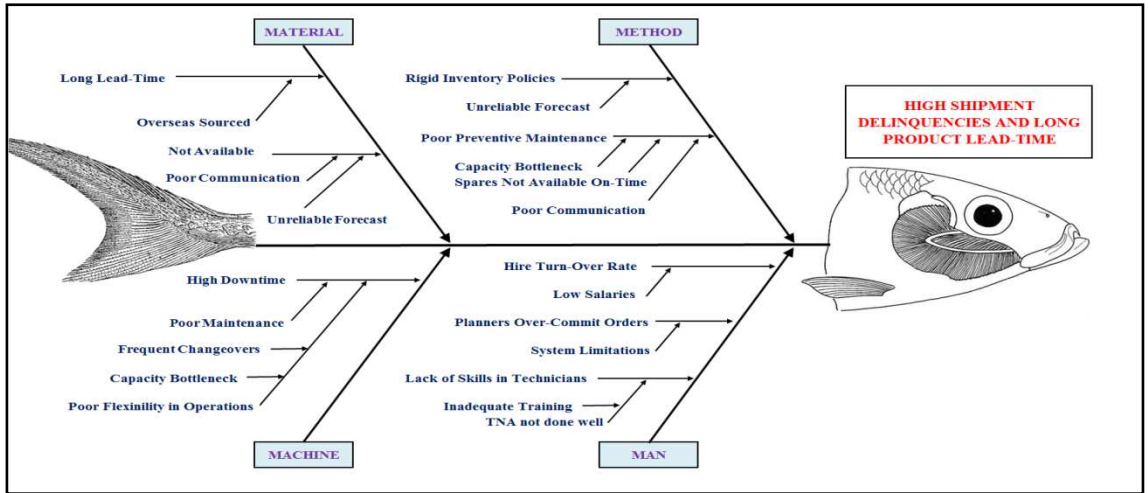 MATERIAL
METHOD
Long Lead-Time
Overseas Sourced
Not Available
Poor Communication
Unreliable Forecast
Rigid Inventory Policies
Unreliable Forecast
Poor Preventive Maintenance
Capacity Bottleneck
Spares Not Available On-Time
Poor Communication
HIGH SHIPMENT
DELINQUENCIES AND LONG
PRODUCT LEAD-TIME
High Downtime
Poor Maintenance
Frequent Changeovers
Capacity Bottleneck
Poor Flexinility in Operations
Hire Turn-Over Rate
Low Salaries
Planners Over-Commit Orders
System Limitations
Lack of Skills in Technicians
Inadequate Training
TNA not done well
MACHINE
MAN